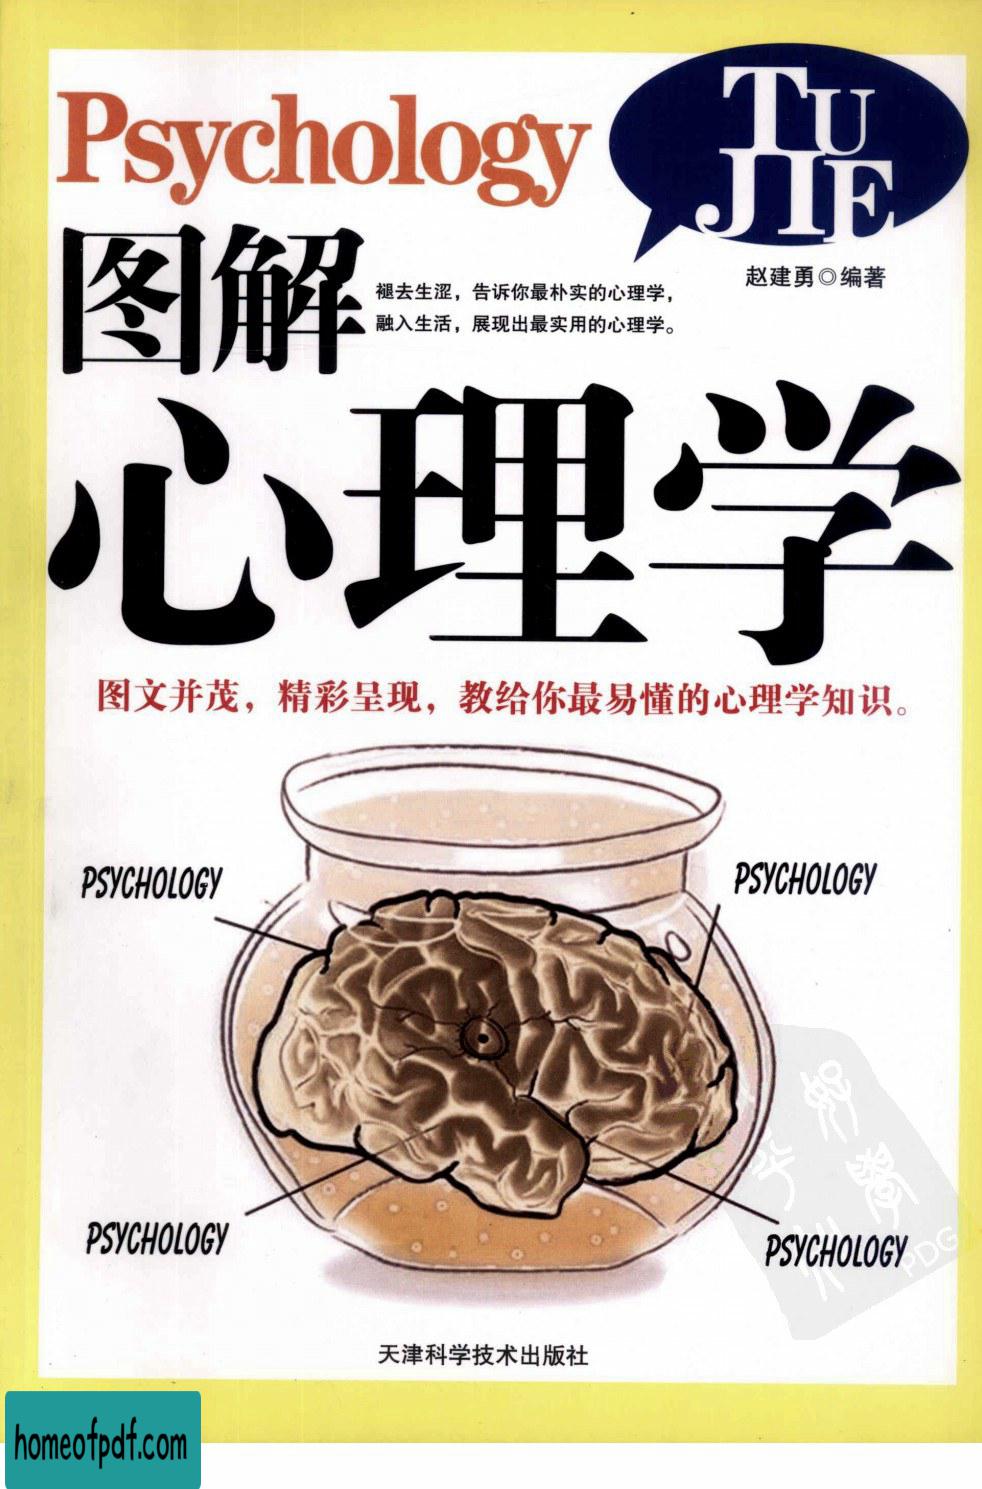 Psychology
TU
JIE
赵建勇◎编著
图解
褪去生涩，告诉你最朴实的心理学，
融入生活，展现出最实用的心理学。
心理学
图文并茂，精彩呈现，教给你最易懂的心理学知识。
PSYCHOLOGY
PSYCHOLOGY
PSYCHOLOGY
PSYCHOLOGY
PDG
天津科学技术出版社
homeofpdf.com